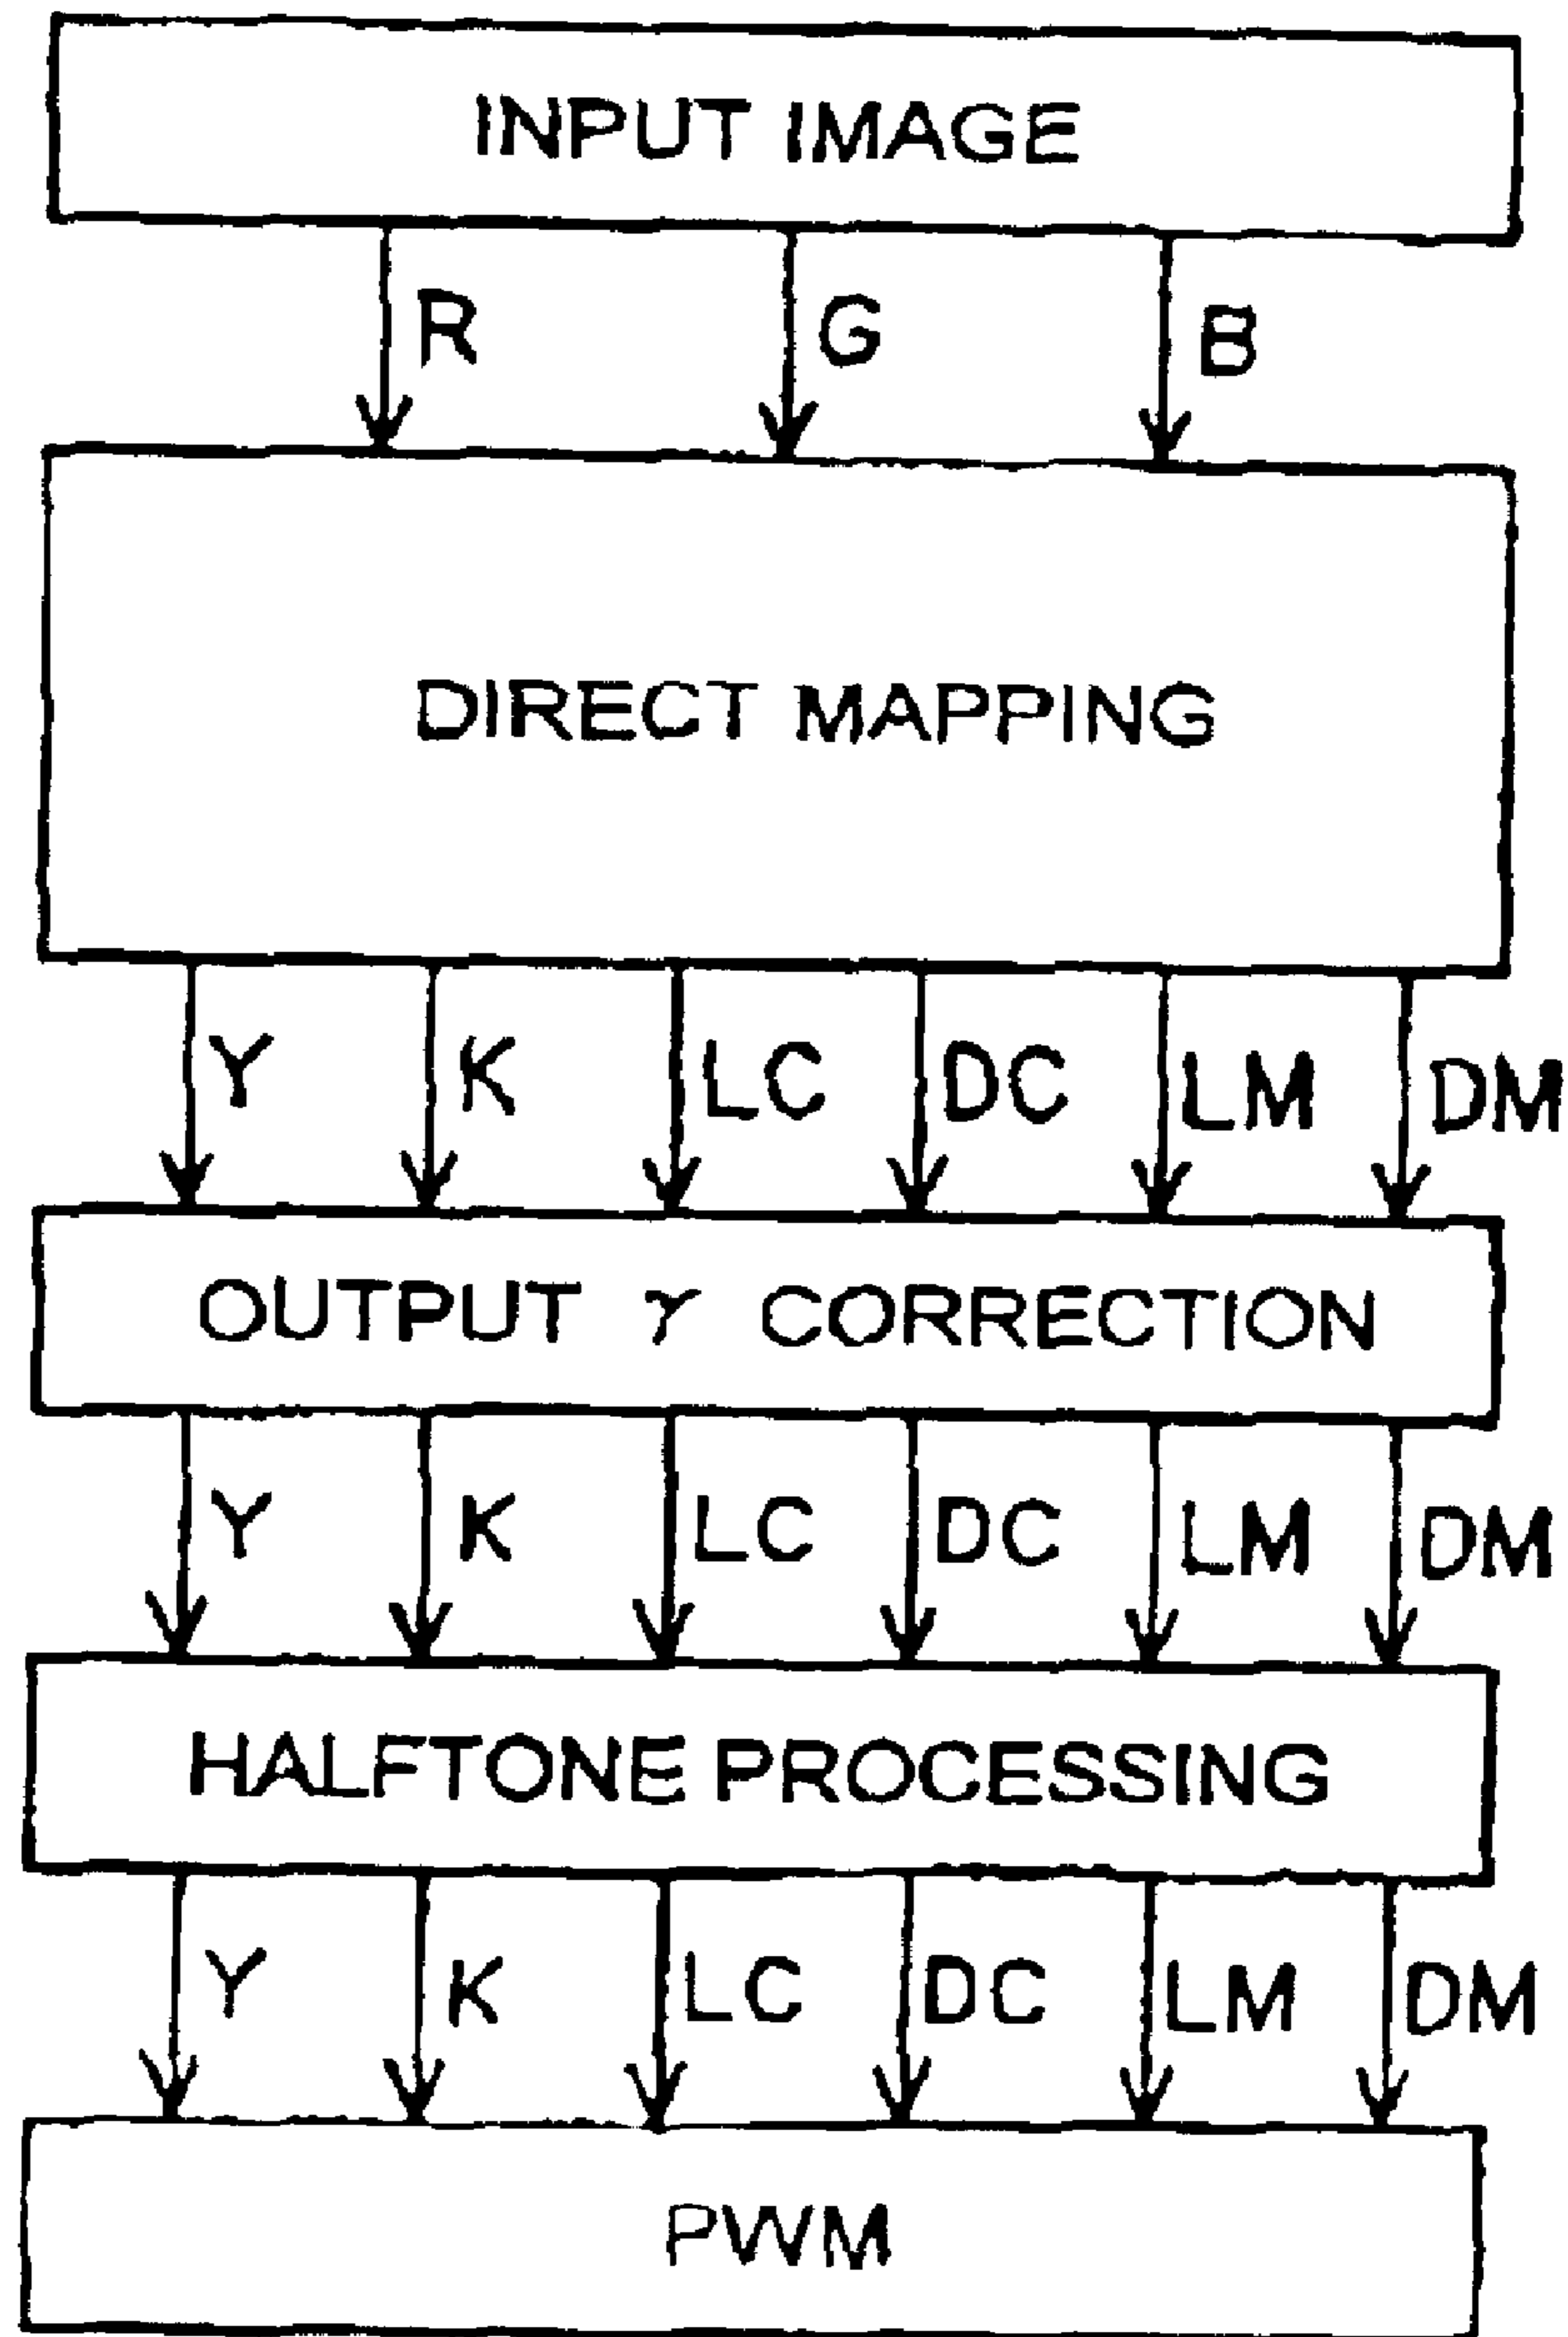 INPUT IMAGE
R G B
DIRECT MAPPING
Y K LC DC LM DM
OUTPUT γ CORRECTION
Y K LC DC LM DM
HALFTONE PROCESSING
Y K LC DC LM DM
PWM